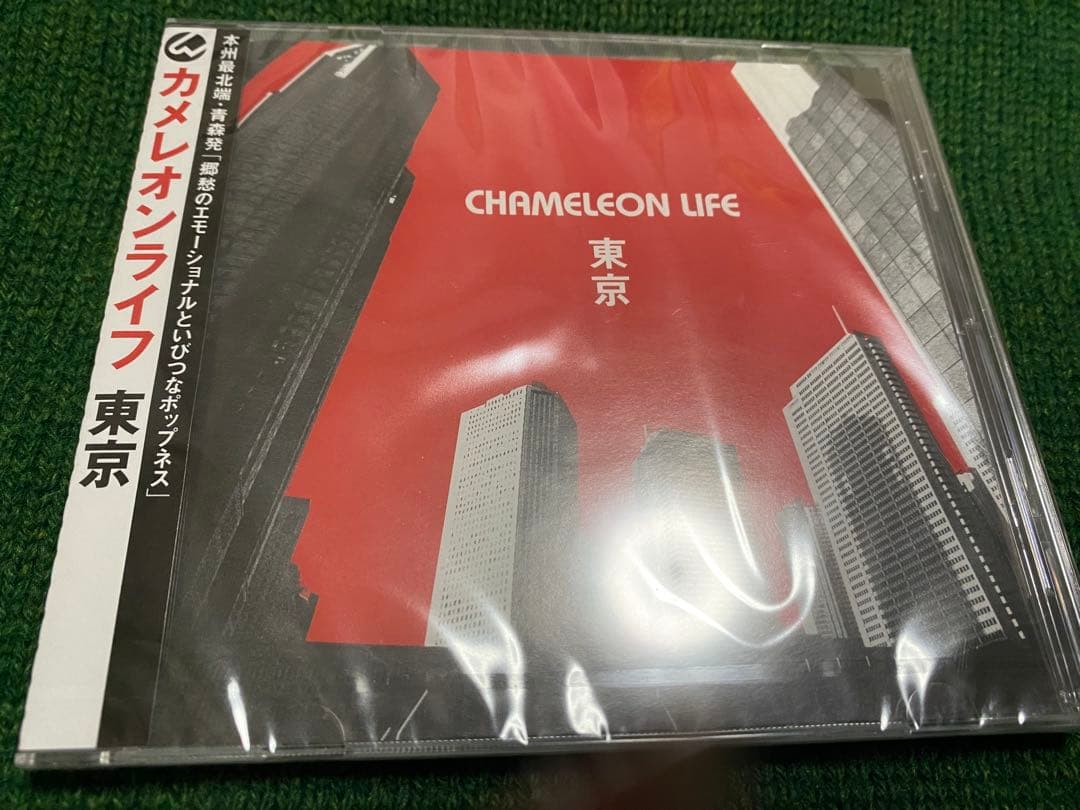 本州最北端・青森発「郷愁のエモーショナルといびつなポップネス」
カメレオンライフ 東京
CHAMELEON LIFE
東京